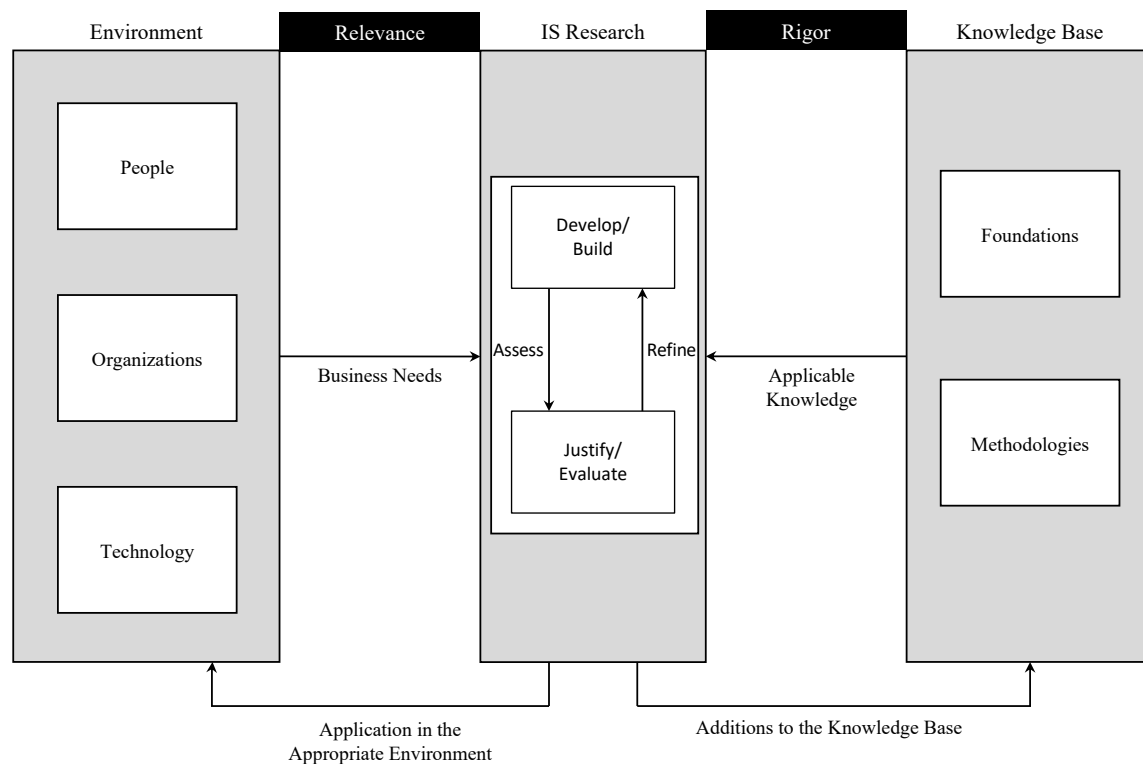 Environment
Relevance
IS Research
Rigor
Knowledge Base
People
Organizations
Technology
Business Needs
Develop/
Build
Assess
Refine
Justify/
Evaluate
Applicable
Knowledge
Foundations
Methodologies
Application in the
Appropriate Environment
Additions to the Knowledge Base